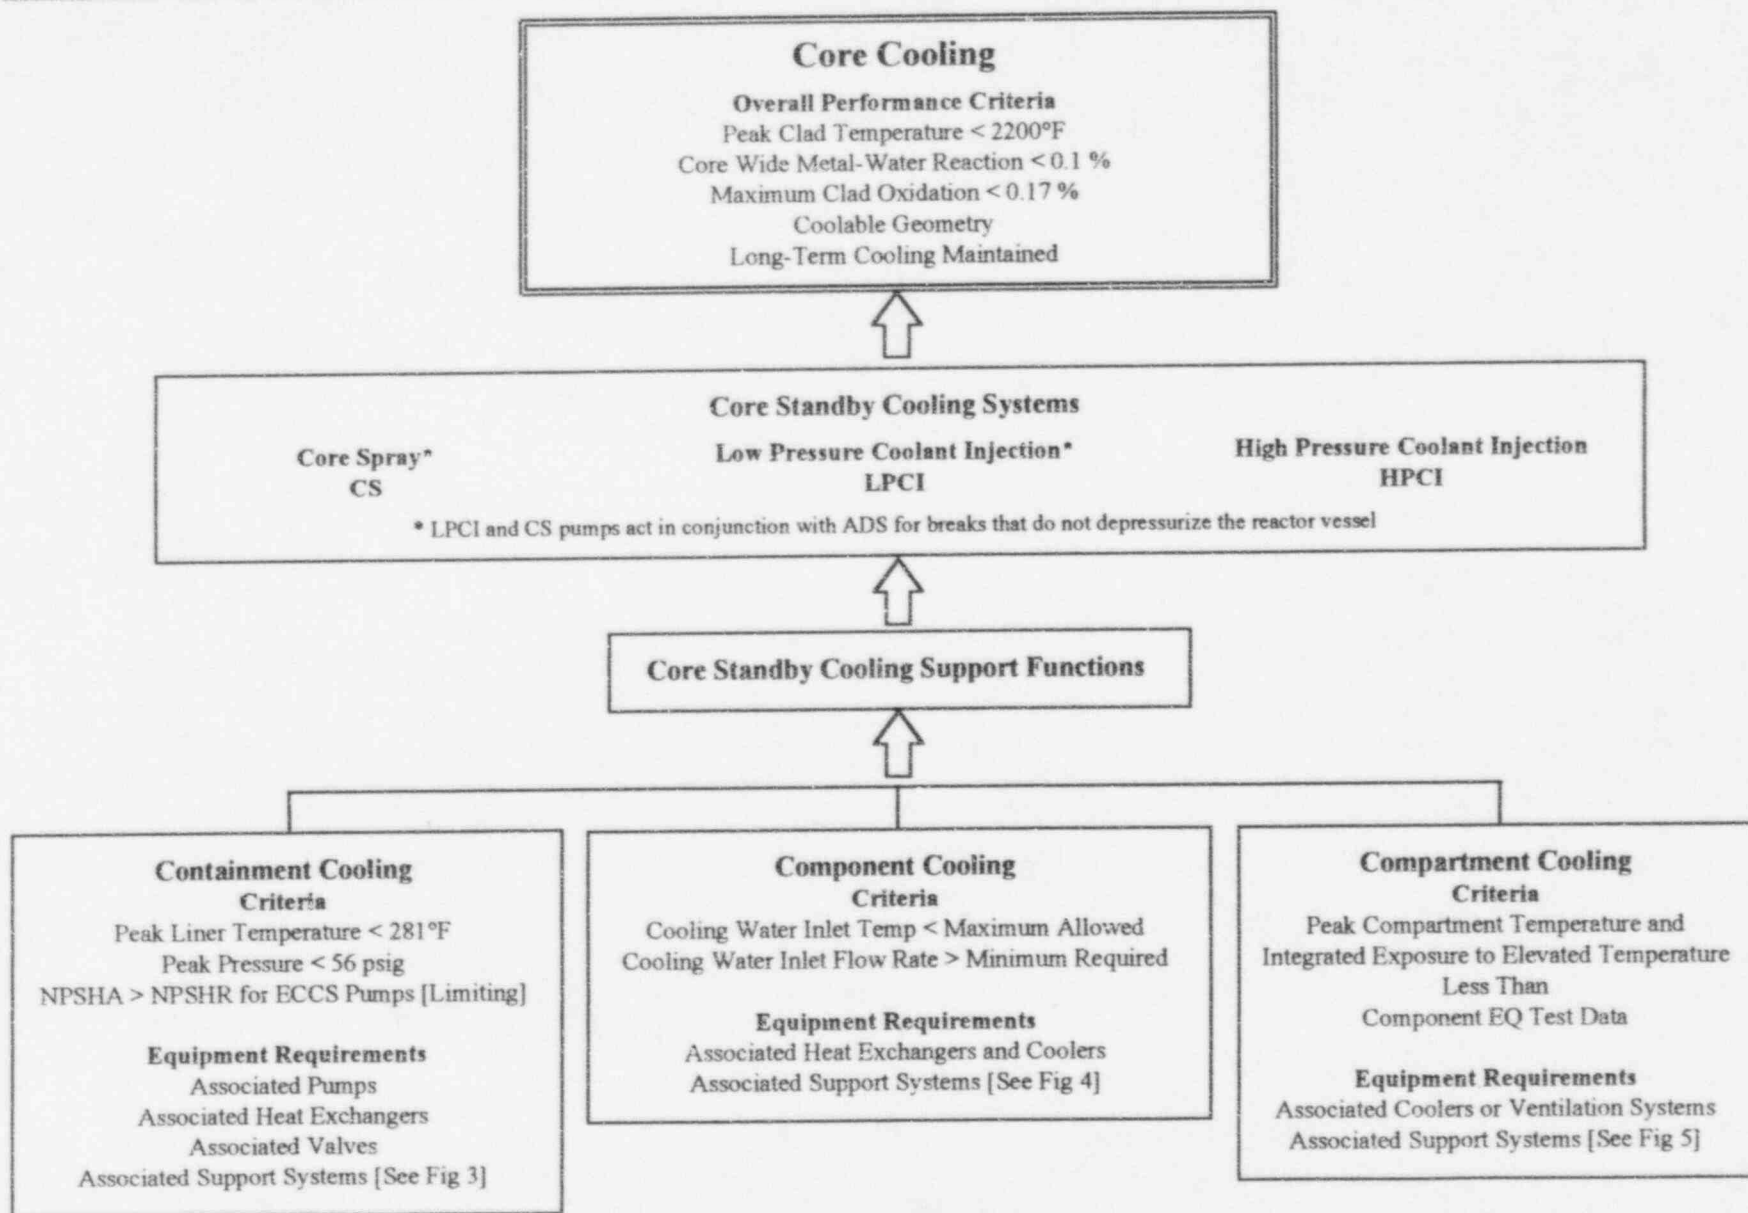 Core Cooling
Overall Performance Criteria
Peak Clad Temperature < 2200°F
Core Wide Metal-Water Reaction < 0.1 %
Maximum Clad Oxidation < 0.17 %
Coolable Geometry
Long-Term Cooling Maintained
Core Standby Cooling Systems
Core Spray*
CS
Low Pressure Coolant Injection*
LPCI
High Pressure Coolant Injection
HPCI
* LPCI and CS pumps act in conjunction with ADS for breaks that do not depressurize the reactor vessel
Core Standby Cooling Support Functions
Containment Cooling
Criteria
Peak Liner Temperature < 281°F
Peak Pressure < 56 psig
NPSHA > NPSHR for ECCS Pumps [Limiting]
Equipment Requirements
Associated Pumps
Associated Heat Exchangers
Associated Valves
Associated Support Systems [See Fig 3]
Component Cooling
Criteria
Cooling Water Inlet Temp < Maximum Allowed
Cooling Water Inlet Flow Rate > Minimum Required
Equipment Requirements
Associated Heat Exchangers and Coolers
Associated Support Systems [See Fig 4]
Compartment Cooling
Criteria
Peak Compartment Temperature and
Integrated Exposure to Elevated Temperature
Less Than
Component EQ Test Data
Equipment Requirements
Associated Coolers or Ventilation Systems
Associated Support Systems [See Fig 5]